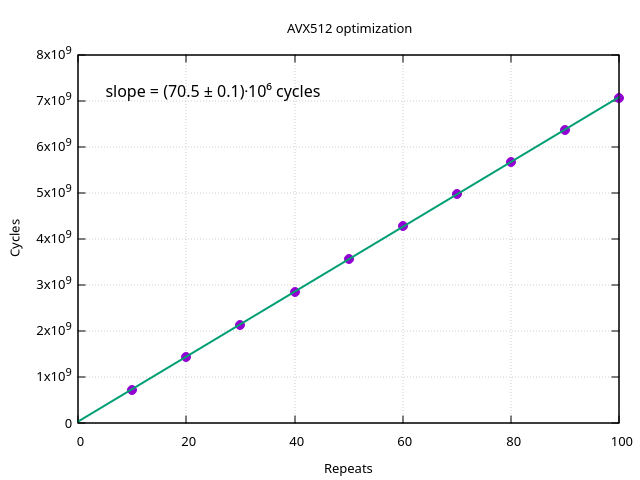 AVX512 optimization
8x10⁹
slope = (70.5 ± 0.1)·10⁶ cycles
7x10⁹
6x10⁹
5x10⁹
4x10⁹
3x10⁹
2x10⁹
1x10⁹
0
Cycles
0 20 40 60 80 100
Repeats